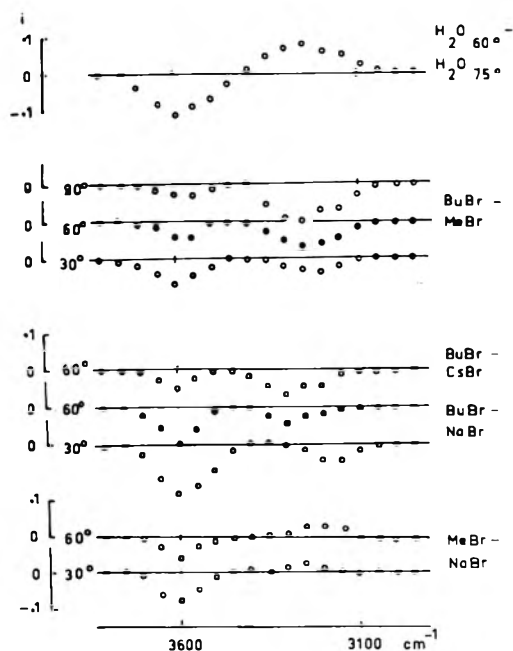 i
.1
0
-.1
H2O 60° -
H2O 75°
0 90°
0 60°
0 30°
BuBr -
MeBr
.1
0 60°
0 60°
0 30°
BuBr -
CsBr
BuBr -
NaBr
.1
0 60°
0 30°
-.1
MeBr -
NaBr
3600 3100 cm-1